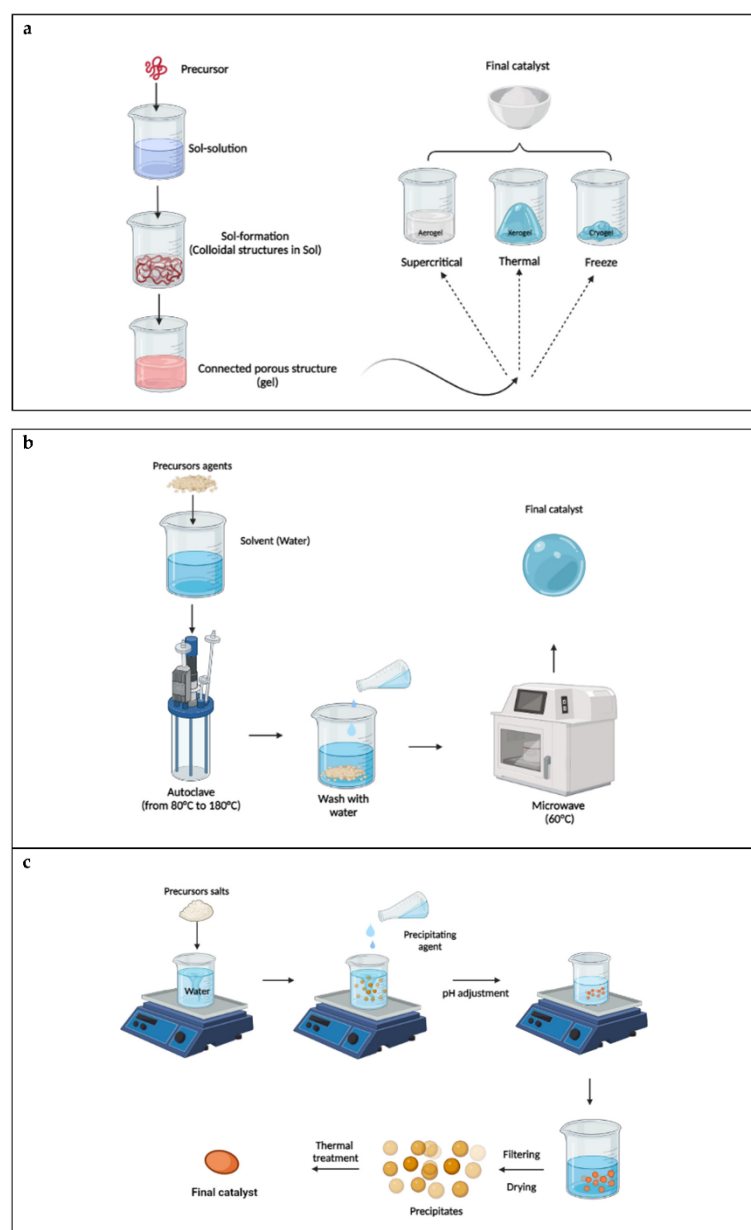 a
Precursor
Sol-solution
Sol-formation
(Colloidal structures in Sol)
Connected porous structure
(gel)
Final catalyst
Aerogel
Xerogel
Cryogel
Supercritical
Thermal
Freeze
b
Precursors agents
Solvent (Water)
Autoclave
(from 80°C to 180°C)
Wash with
water
Microwave
(60°C)
Final catalyst
c
Precursors salts
Water
Precipitating
agent
pH adjustment
Filtering
Drying
Precipitates
Thermal
treatment
Final catalyst